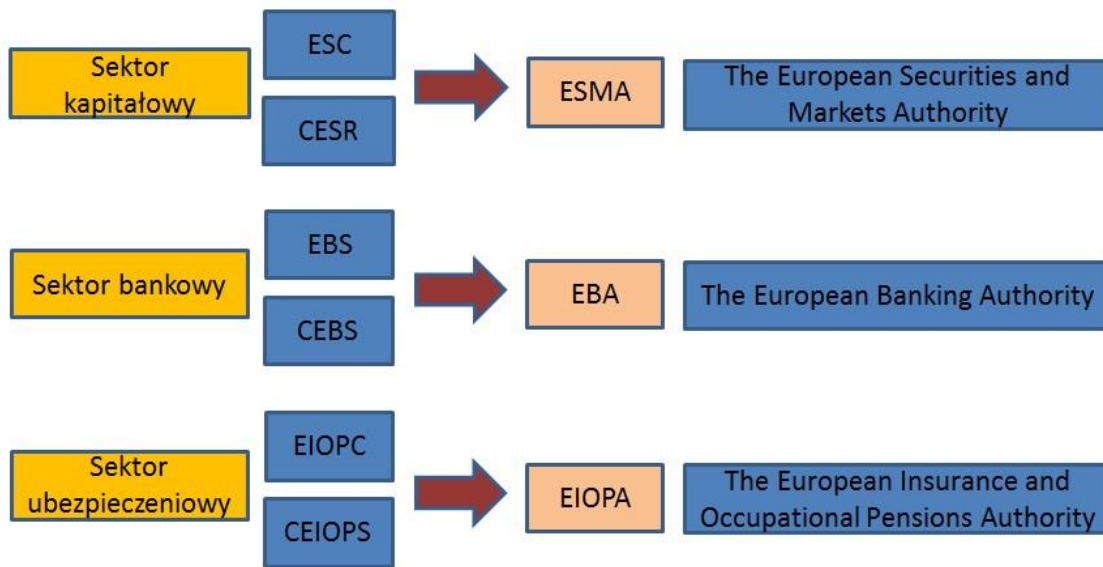 ESC
Sektor
kapitałowy
CESR
ESMA
The European Securities and
Markets Authority
EBS
Sektor bankowy
CEBS
EBA
The European Banking Authority
EIOPC
Sektor
ubezpieczeniowy
CEIOPS
EIOPA
The European Insurance and
Occupational Pensions Authority